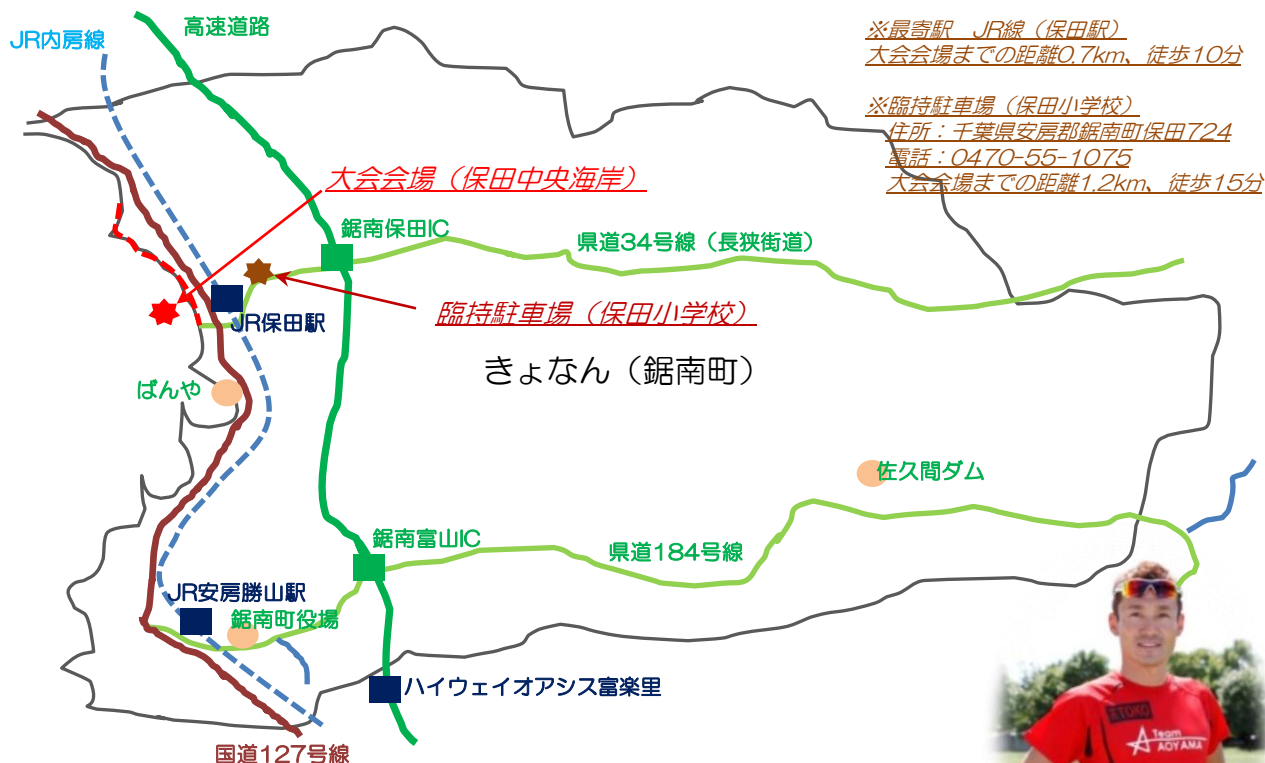 高速道路
JR内房線
※最寄駅　JR線（保田駅）
大会会場までの距離0.7km、徒歩10分
※臨持駐車場（保田小学校）
住所：千葉県安房郡鋸南町保田724
電話：0470-55-1075
大会会場までの距離1.2km、徒歩15分
大会会場（保田中央海岸）
鋸南保田IC
県道34号線（長狭街道）
臨持駐車場（保田小学校）
JR保田駅
きょなん（鋸南町）
ばんや
佐久間ダム
鋸南富山IC
県道184号線
JR安房勝山駅
鋸南町役場
ハイウェイオアシス富楽里
国道127号線
TOKO
Team
AOYAMA